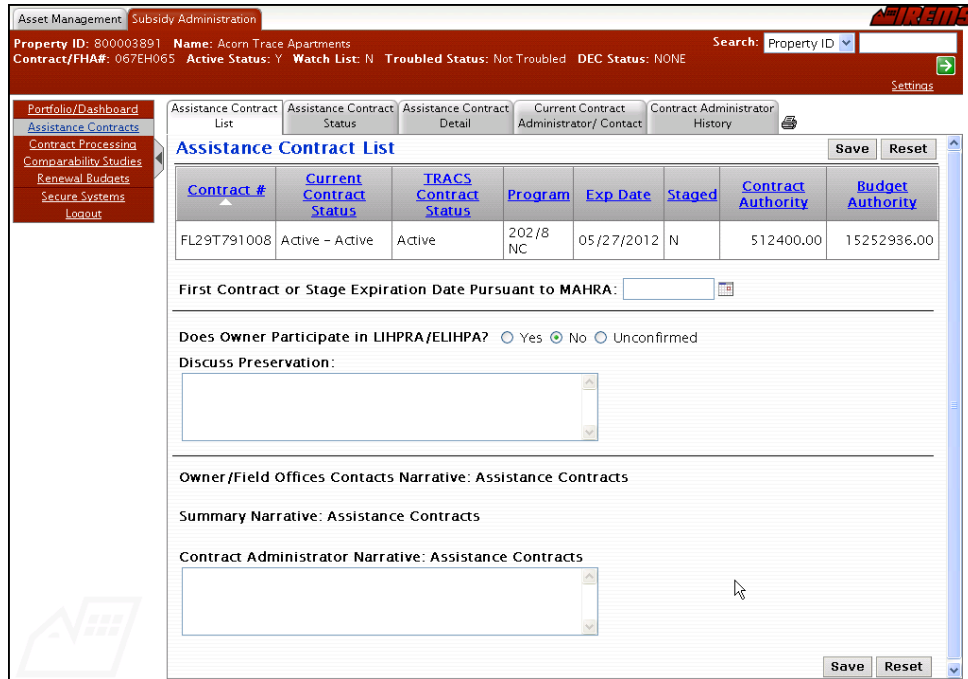 Asset Management Subsidy Administration
iREMS
Property ID: 800003891 Name: Acorn Trace Apartments
Search: Property ID
Contract/FHA#: 067EH065 Active Status: Y Watch List: N Troubled Status: Not Troubled DEC Status: NONE
Settings
Portfolio/Dashboard
Assistance Contracts
Contract Processing
Comparability Studies
Renewal Budgets
Secure Systems
Logout
Assistance Contract List
Assistance Contract Status
Assistance Contract Detail
Current Contract Administrator/ Contact
Contract Administrator History
Assistance Contract List
Save Reset
Contract # Current Contract Status TRACS Contract Status Program Exp Date Staged Contract Authority Budget Authority
FL29T791008 Active - Active Active 202/8 NC 05/27/2012 N 512400.00 15252936.00
First Contract or Stage Expiration Date Pursuant to MAHRA:
Does Owner Participate in LIHPRA/ELIHPA? Yes No Unconfirmed
Discuss Preservation:
Owner/Field Offices Contacts Narrative: Assistance Contracts
Summary Narrative: Assistance Contracts
Contract Administrator Narrative: Assistance Contracts
Save Reset